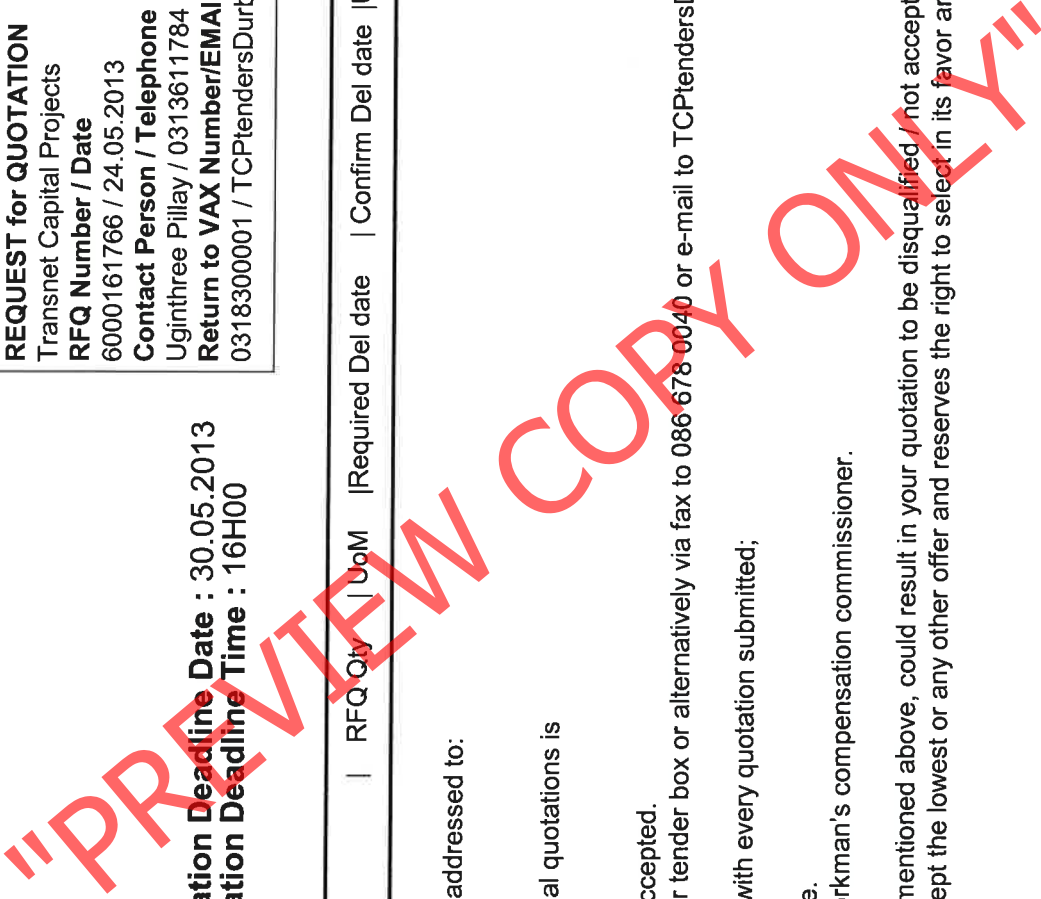 REQUEST for QUOTATION
Transnet Capital Projects
RFQ Number / Date
6000161766 / 24.05.2013
Contact Person / Telephone
Uginthree Pillay / 0313611784
Return to VAX Number/EMAI
0318300001 / TCPtendersDurb
ation Deadline Date : 30.05.2013
ation Deadline Time : 16H00
| RFQ Qty | UoM |Required Del date | Confirm Del date |
addressed to:
al quotations is
ccepted.
r tender box or alternatively via fax to 086 678 0040 or e-mail to TCPtendersD
with every quotation submitted;
e.
rkman's compensation commissioner.
mentioned above, could result in your quotation to be disqualified / not accept
ept the lowest or any other offer and reserves the right to select in its favor an
"PREVIEW COPY ONLY"